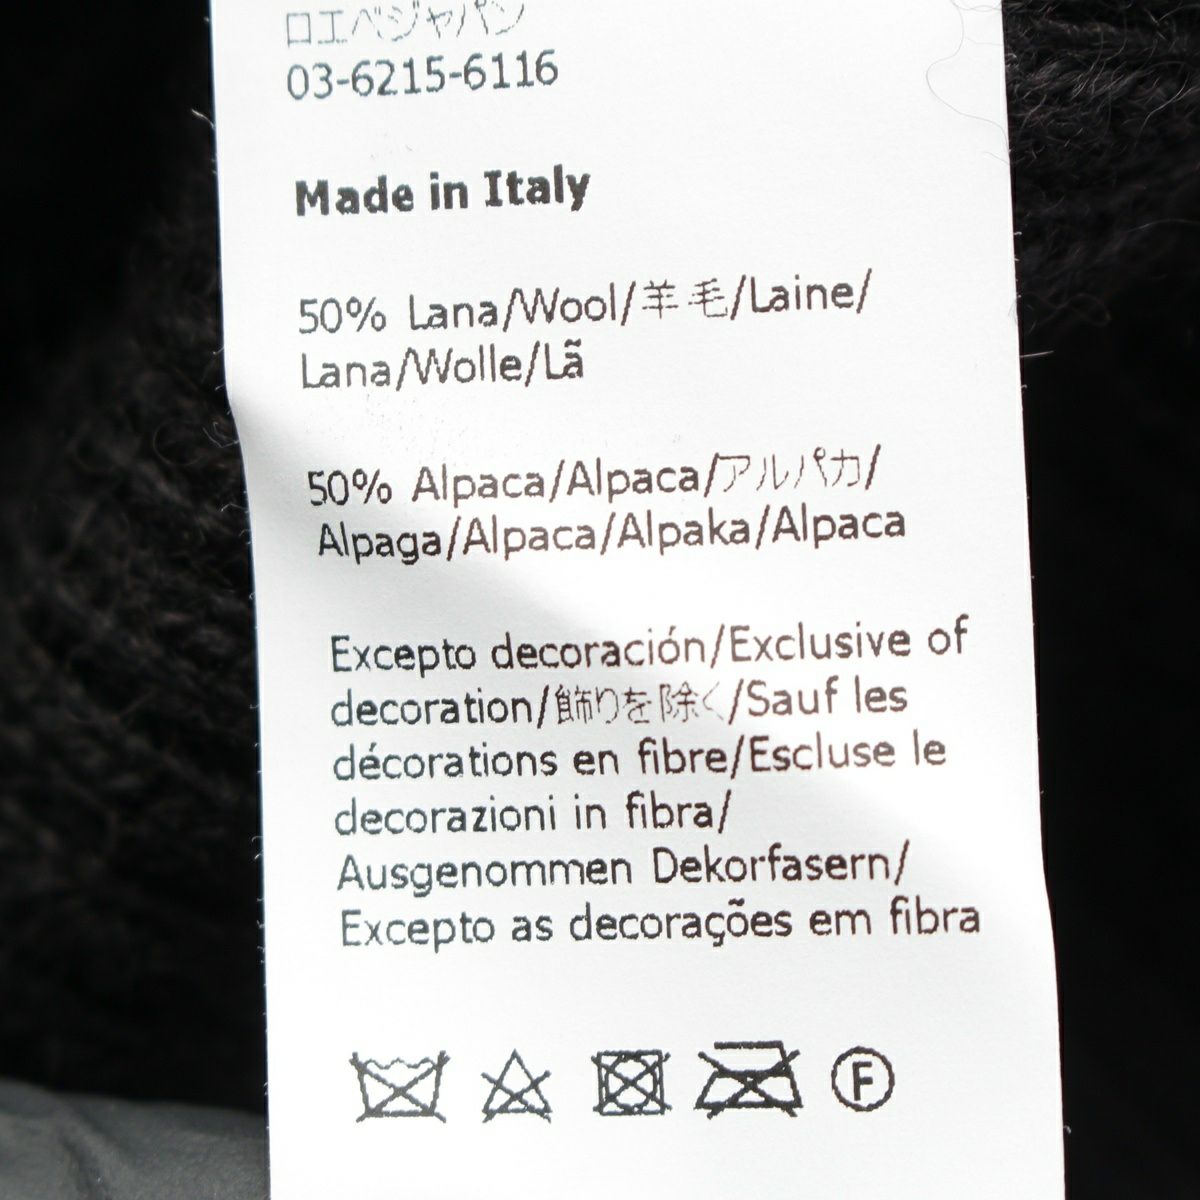 ロエベジャパン
03-6215-6116
Made in Italy
50% Lana/Wool/羊毛/Laine/
Lana/Wolle/Lã
50% Alpaca/Alpaca/アルパカ/
Alpaga/Alpaca/Alpaka/Alpaca
Excepto decoración/Exclusive of
decoration/飾りを除く/Sauf les
décorations en fibre/Escluse le
decorazioni in fibra/
Ausgenommen Dekorfasern/
Excepto as decorações em fibra
F